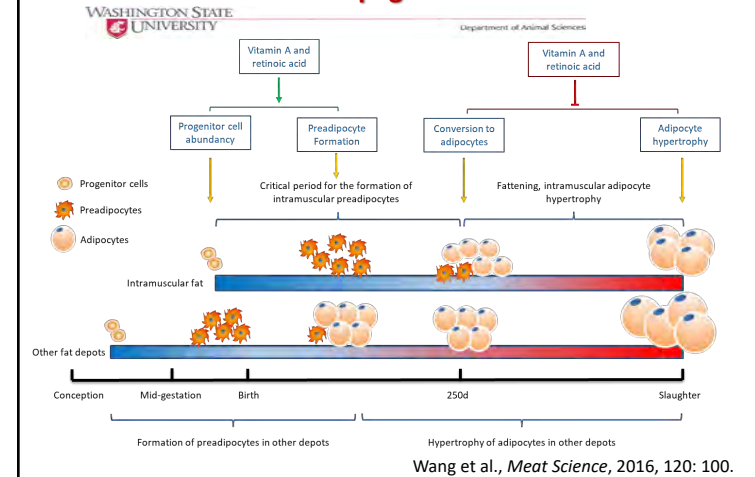 WASHINGTON STATE
UNIVERSITY
Department of Animal Sciences
Vitamin A and
retinoic acid
Vitamin A and
retinoic acid
Progenitor cell
abundancy
Preadipocyte
Formation
Conversion to
adipocytes
Adipocyte
hypertrophy
Progenitor cells
Preadipocytes
Adipocytes
Critical period for the formation of
intramuscular preadipocytes
Fattening, intramuscular adipocyte
hypertrophy
Intramuscular fat
Other fat depots
Conception
Mid-gestation
Birth
250d
Slaughter
Formation of preadipocytes in other depots
Hypertrophy of adipocytes in other depots
Wang et al., Meat Science, 2016, 120: 100.